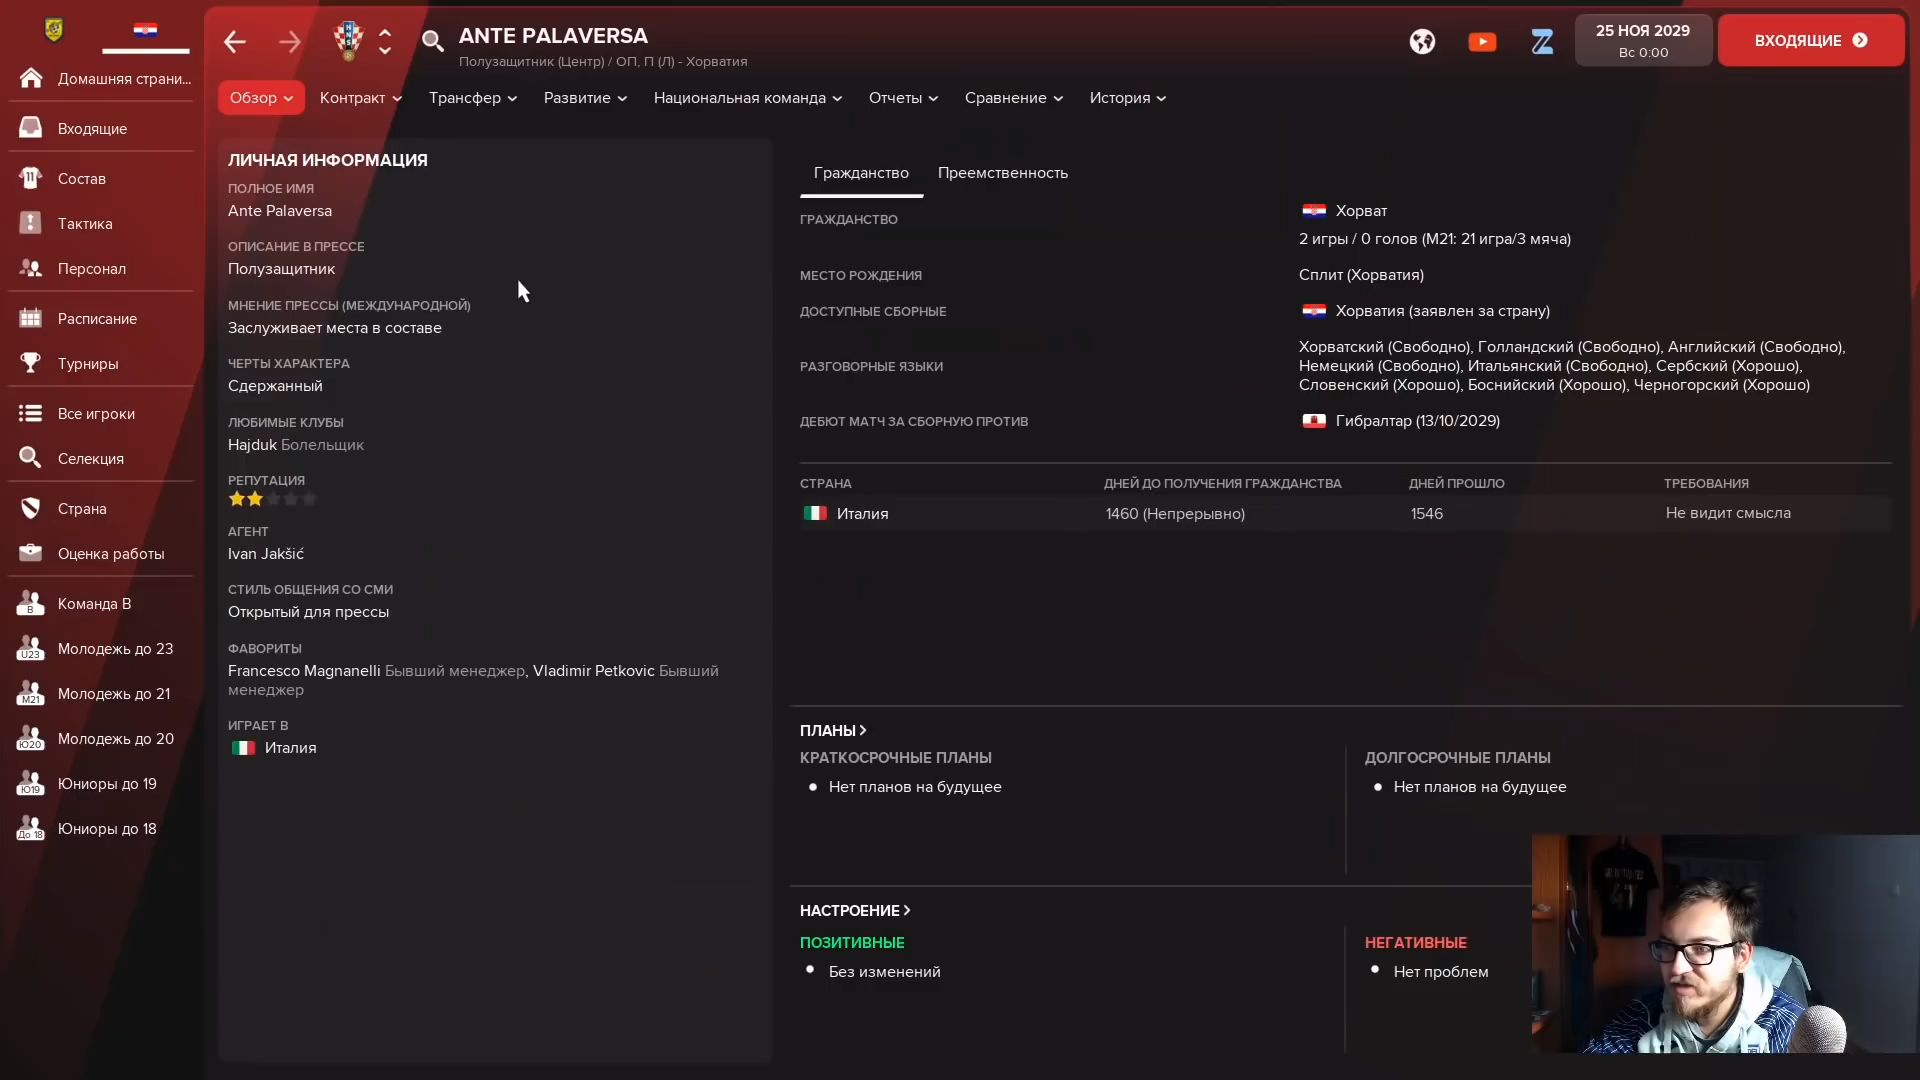 Домашняя страни...
Входящие
Состав
Тактика
Персонал
Расписание
Турниры
Все игроки
Селекция
Страна
Оценка работы
B
Команда B
U23
Молодежь до 23
M21
Молодежь до 21
Ю20
Молодежь до 20
Ю19
Юниоры до 19
До 18
Юниоры до 18
ANTE PALAVERSA
Полузащитник (Центр) / ОП, П (Л) - Хорватия
25 НОЯ 2029
Вс 0:00
ВХОДЯЩИЕ
Обзор
Контракт
Трансфер
Развитие
Национальная команда
Отчеты
Сравнение
История
ЛИЧНАЯ ИНФОРМАЦИЯ
ПОЛНОЕ ИМЯ
Ante Palaversa
ОПИСАНИЕ В ПРЕССЕ
Полузащитник
МНЕНИЕ ПРЕССЫ (МЕЖДУНАРОДНОЙ)
Заслуживает места в составе
ЧЕРТЫ ХАРАКТЕРА
Сдержанный
ЛЮБИМЫЕ КЛУБЫ
Hajduk Болельщик
РЕПУТАЦИЯ
АГЕНТ
Ivan Jakšić
СТИЛЬ ОБЩЕНИЯ СО СМИ
Открытый для прессы
ФАВОРИТЫ
Francesco Magnanelli Бывший менеджер, Vladimir Petkovic Бывший
менеджер
ИГРАЕТ В
Италия
Гражданство
Преемственность
ГРАЖДАНСТВО
Хорват
2 игры / 0 голов (М21: 21 игра/3 мяча)
МЕСТО РОЖДЕНИЯ
Сплит (Хорватия)
ДОСТУПНЫЕ СБОРНЫЕ
Хорватия (заявлен за страну)
РАЗГОВОРНЫЕ ЯЗЫКИ
Хорватский (Свободно), Голландский (Свободно), Английский (Свободно),
Немецкий (Свободно), Итальянский (Свободно), Сербский (Хорошо),
Словенский (Хорошо), Боснийский (Хорошо), Черногорский (Хорошо)
ДЕБЮТ МАТЧ ЗА СБОРНУЮ ПРОТИВ
Гибралтар (13/10/2029)
СТРАНА
ДНЕЙ ДО ПОЛУЧЕНИЯ ГРАЖДАНСТВА
ДНЕЙ ПРОШЛО
ТРЕБОВАНИЯ
Италия
1460 (Непрерывно)
1546
Не видит смысла
ПЛАНЫ
КРАТКОСРОЧНЫЕ ПЛАНЫ
Нет планов на будущее
ДОЛГОСРОЧНЫЕ ПЛАНЫ
Нет планов на будущее
НАСТРОЕНИЕ
ПОЗИТИВНЫЕ
Без изменений
НЕГАТИВНЫЕ
Нет проблем